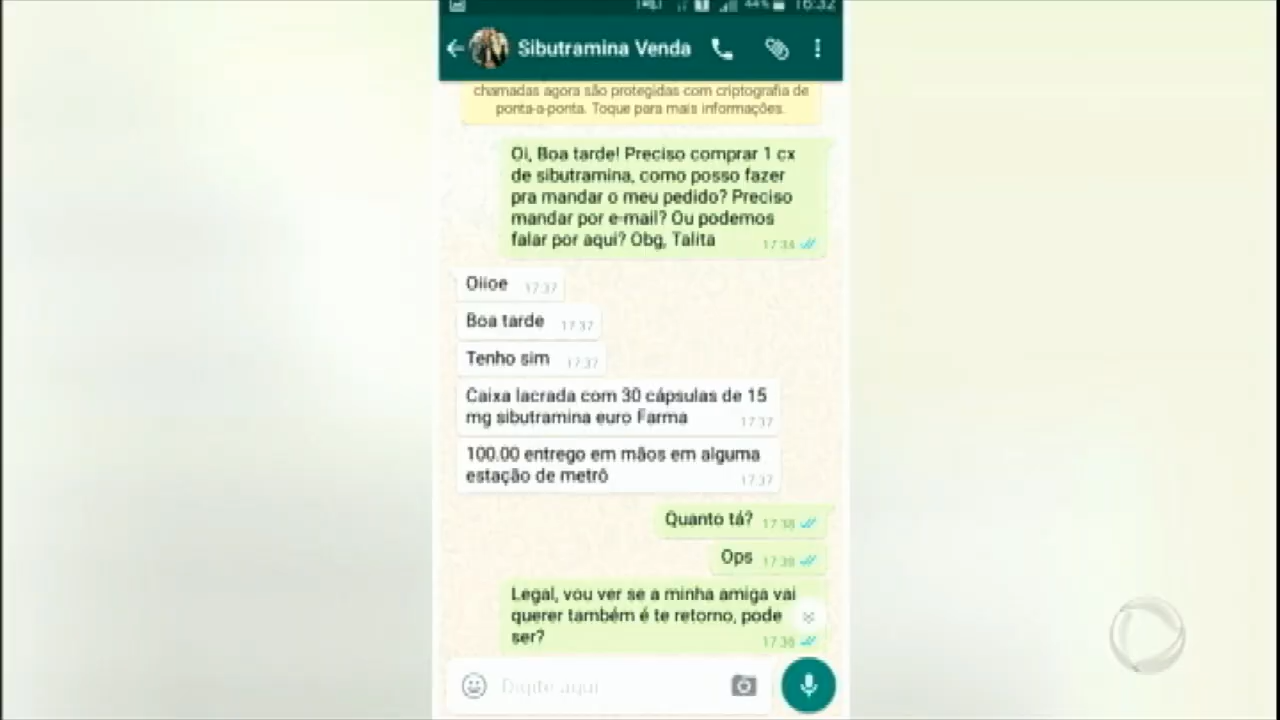 44% 16:32
Sibutramina Venda
chamadas agora são protegidas com criptografia de
ponta-a-ponta. Toque para mais informações.
Oi, Boa tarde! Preciso comprar 1 cx
de sibutramina, como posso fazer
pra mandar o meu pedido? Preciso
mandar por e-mail? Ou podemos
falar por aqui? Obg, Talita 17:34
Oiioe 17:37
Boa tarde 17:37
Tenho sim 17:37
Caixa lacrada com 30 cápsulas de 15
mg sibutramina euro Farma 17:37
100.00 entrego em mãos em alguma
estação de metrô 17:37
Quanto tá? 17:38
Ops 17:38
Legal, vou ver se a minha amiga vai
querer também é te retorno, pode
ser? 17:38
Digite aqui